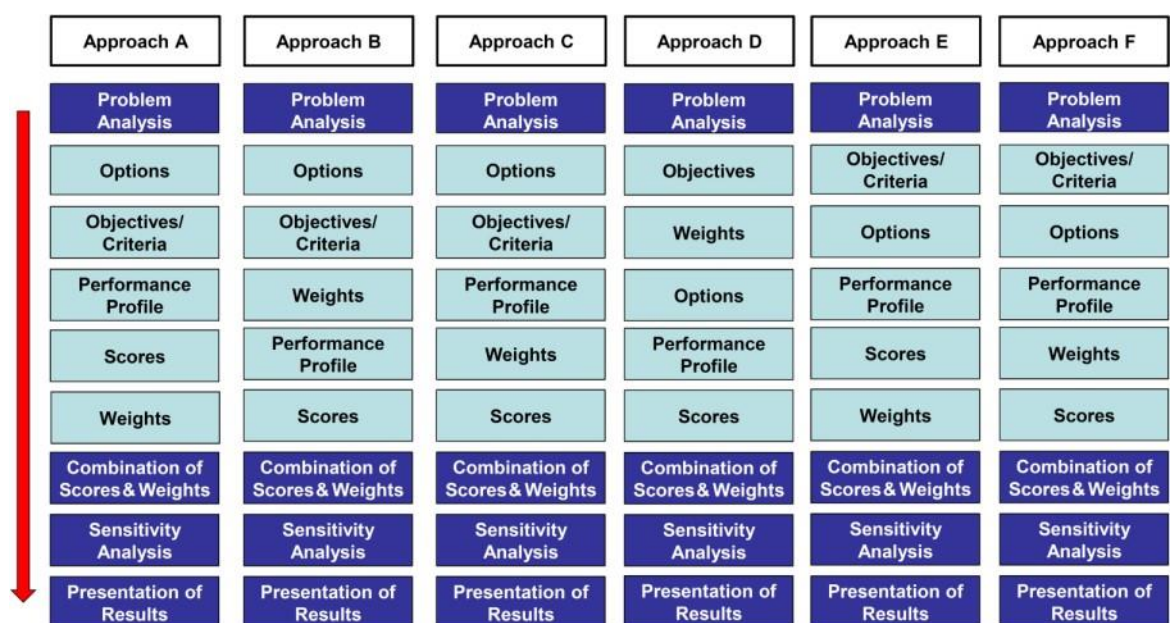 Approach A
Approach B
Approach C
Approach D
Approach E
Approach F
Problem
Analysis
Problem
Analysis
Problem
Analysis
Problem
Analysis
Problem
Analysis
Problem
Analysis
Options
Options
Options
Objectives
Objectives/
Criteria
Objectives/
Criteria
Objectives/
Criteria
Objectives/
Criteria
Objectives/
Criteria
Weights
Options
Options
Performance
Profile
Weights
Performance
Profile
Options
Performance
Profile
Performance
Profile
Scores
Performance
Profile
Weights
Performance
Profile
Scores
Weights
Weights
Scores
Scores
Scores
Weights
Scores
Combination of
Scores & Weights
Combination of
Scores & Weights
Combination of
Scores & Weights
Combination of
Scores & Weights
Combination of
Scores & Weights
Combination of
Scores & Weights
Sensitivity
Analysis
Sensitivity
Analysis
Sensitivity
Analysis
Sensitivity
Analysis
Sensitivity
Analysis
Sensitivity
Analysis
Presentation of
Results
Presentation of
Results
Presentation of
Results
Presentation of
Results
Presentation of
Results
Presentation of
Results